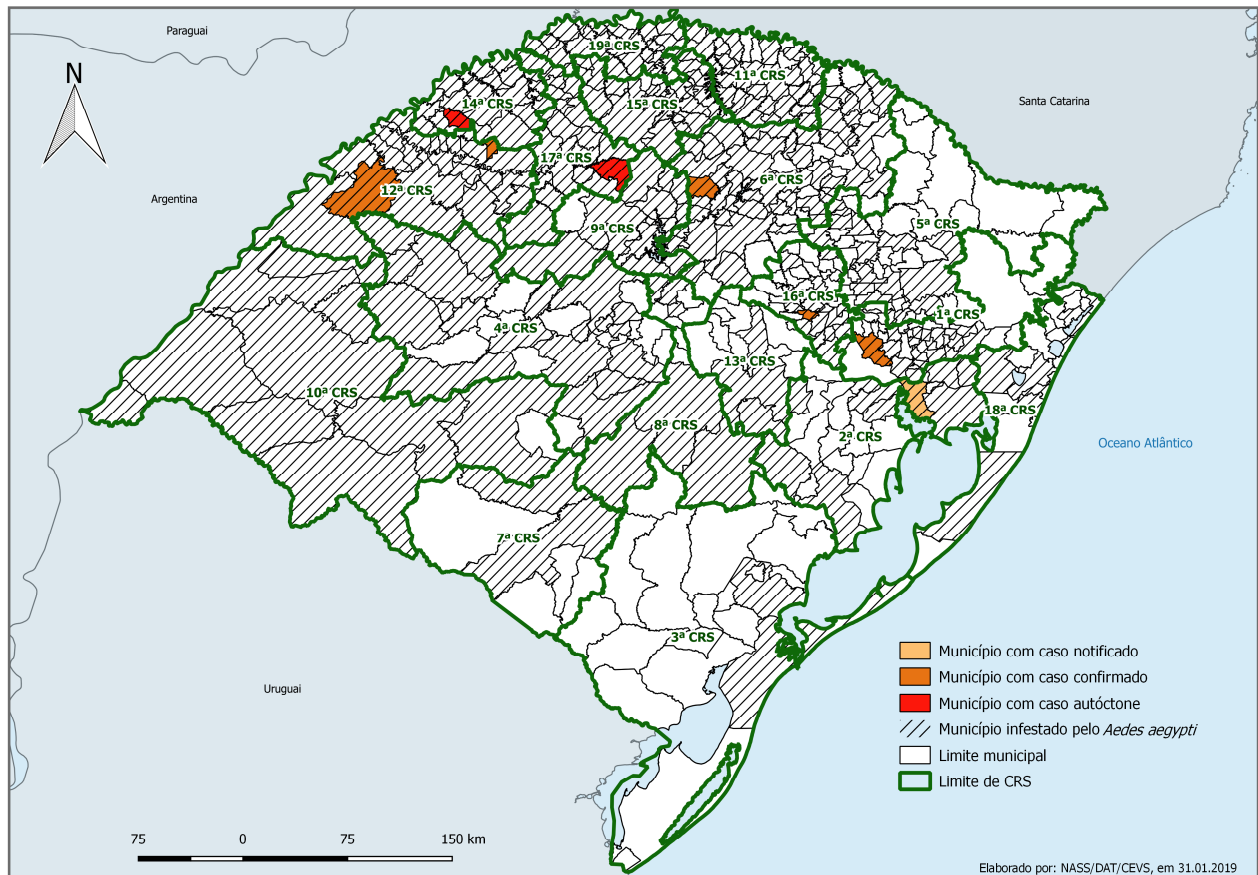 Paraguai
19ª CRS
N
11ª CRS
14ª CRS
15ª CRS
Santa Catarina
17ª CRS
6ª CRS
12ª CRS
Argentina
5ª CRS
9ª CRS
16ª CRS
1ª CRS
4ª CRS
13ª CRS
10ª CRS
18ª CRS
8ª CRS
2ª CRS
Oceano Atlântico
7ª CRS
3ª CRS
Uruguai
Município com caso notificado
Município com caso confirmado
Município com caso autóctone
Município infestado pelo Aedes aegypti
Limite municipal
Limite de CRS
75 0 75 150 km
Elaborado por: NASS/DAT/CEVS, em 31.01.2019